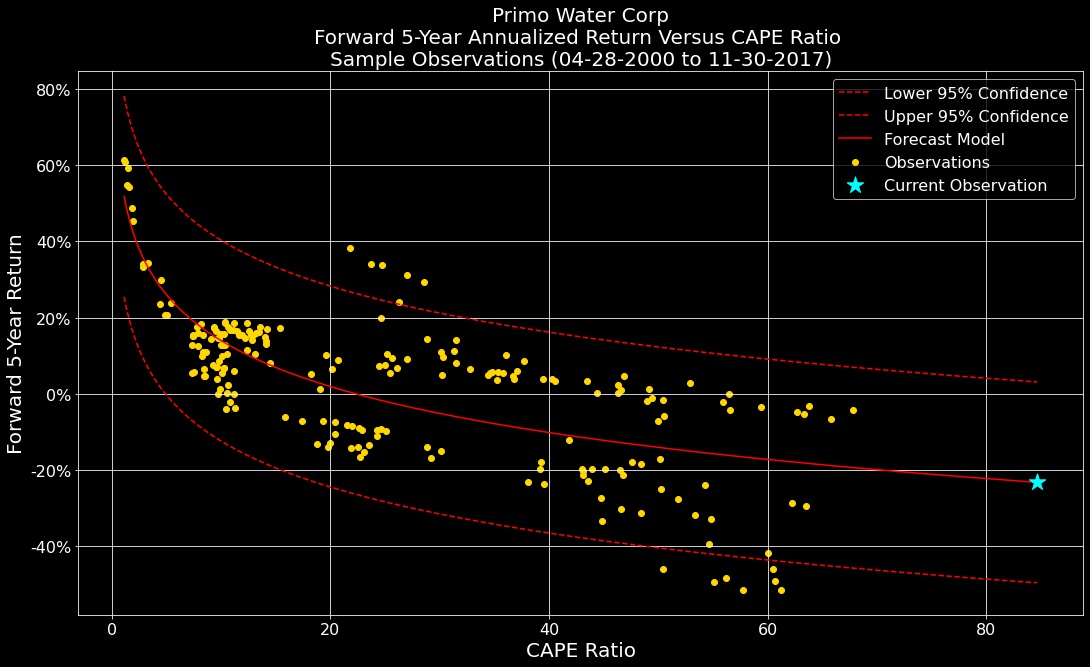 Primo Water Corp
Forward 5-Year Annualized Return Versus CAPE Ratio
Sample Observations (04-28-2000 to 11-30-2017)
Lower 95% Confidence
Upper 95% Confidence
Forecast Model
Observations
Current Observation
Forward 5-Year Return
80%
60%
40%
20%
0%
-20%
-40%
0 20 40 60 80
CAPE Ratio